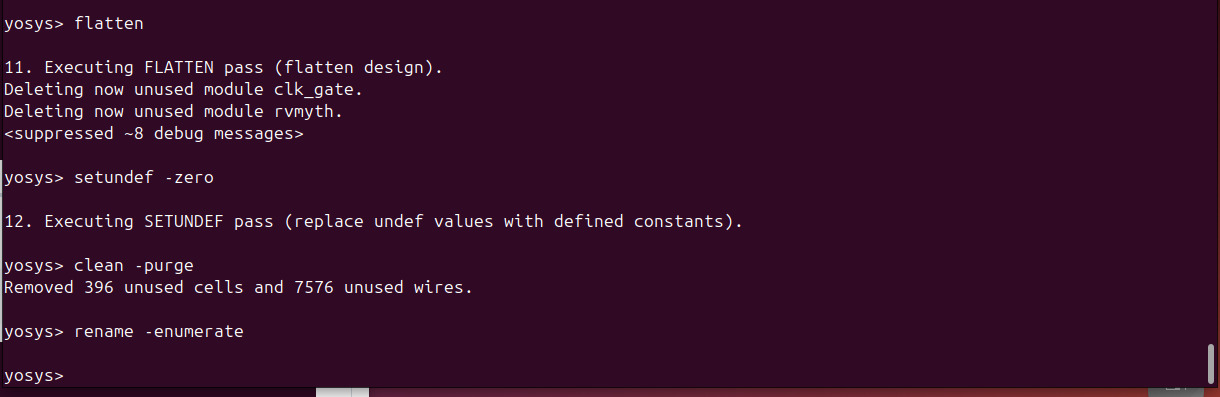 yosys> flatten
11. Executing FLATTEN pass (flatten design).
Deleting now unused module clk_gate.
Deleting now unused module rvmyth.
<suppressed ~8 debug messages>
yosys> setundef -zero
12. Executing SETUNDEF pass (replace undef values with defined constants).
yosys> clean -purge
Removed 396 unused cells and 7576 unused wires.
yosys> rename -enumerate
yosys>